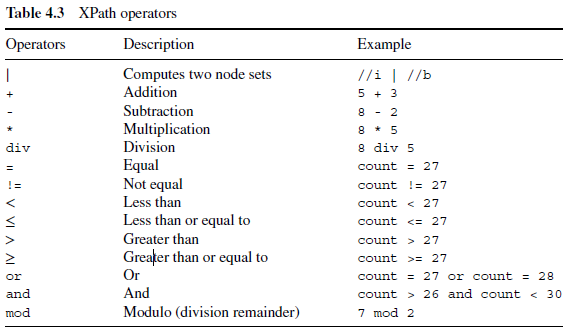 Table 4.3 XPath operators
Operators Description Example
| Computes two node sets //i | //b
+ Addition 5 + 3
- Subtraction 8 - 2
* Multiplication 8 * 5
div Division 8 div 5
= Equal count = 27
!= Not equal count != 27
< Less than count < 27
≤ Less than or equal to count <= 27
> Greater than count > 27
≥ Greater than or equal to count >= 27
or Or count = 27 or count = 28
and And count > 26 and count < 30
mod Modulo (division remainder) 7 mod 2